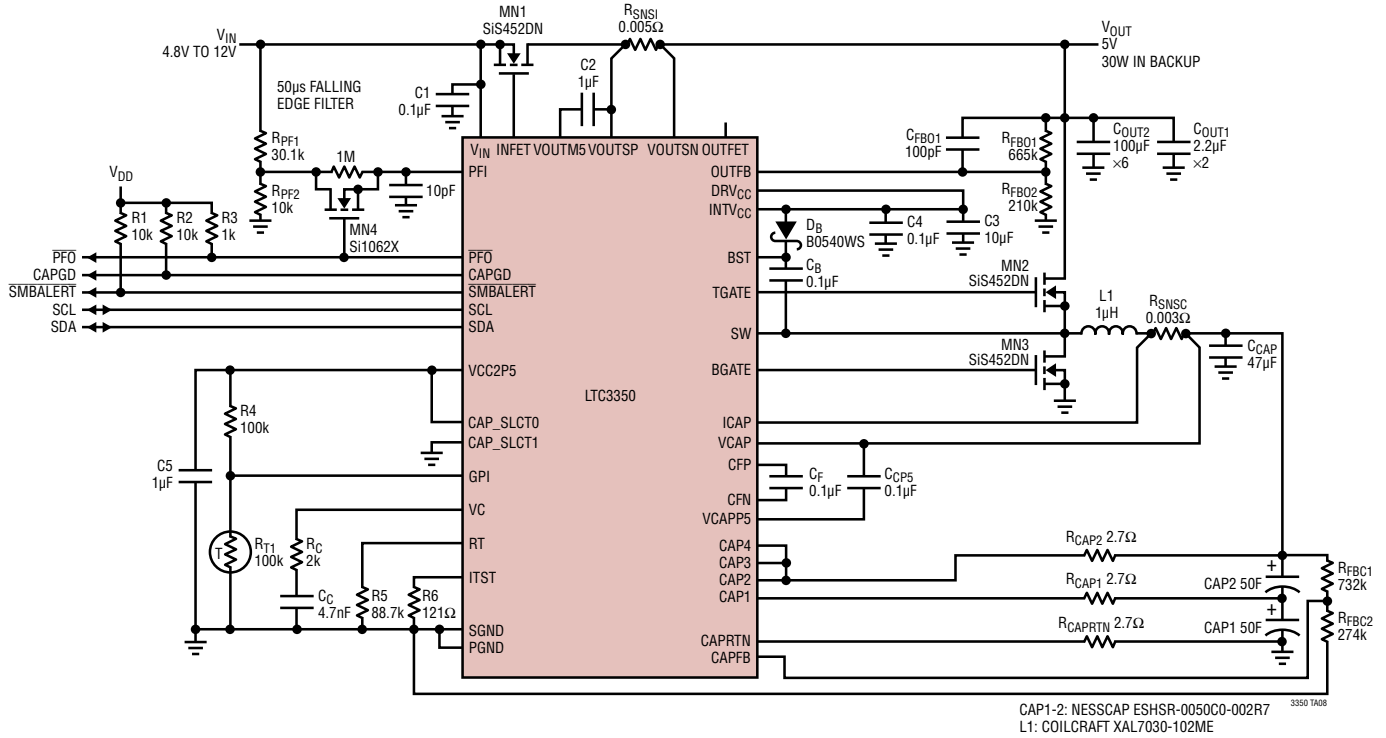 VIN
4.8V TO 12V
MN1
SiS452DN
RSNSI
0.005Ω
VOUT
5V
30W IN BACKUP
50µs FALLING
EDGE FILTER
C1
0.1µF
C2
1µF
RPF1
30.1k
RPF2
10k
1M
10pF
MN4
Si1062X
VDD
R1
10k
R2
10k
R3
1k
PFO
CAPGD
SMBALERT
SCL
SDA
VIN INFET VOUTM5 VOUTSP VOUTSN OUTFET
PFI
PFO
CAPGD
SMBALERT
SCL
SDA
VCC2P5
CAP_SLCT0
CAP_SLCT1
GPI
VC
RT
ITST
SGND
PGND
LTC3350
OUTFB
DRVCC
INTVCC
BST
TGATE
SW
BGATE
ICAP
VCAP
CFP
CFN
VCAPP5
CAP4
CAP3
CAP2
CAP1
CAPRTN
CAPFB
CFBO1
100pF
RFBO1
665k
COUT2
100µF
×6
COUT1
2.2µF
×2
RFBO2
210k
DB
B0540WS
C4
0.1µF
C3
10µF
CB
0.1µF
MN2
SiS452DN
L1
1µH
RSNSC
0.003Ω
MN3
SiS452DN
CCAP
47µF
CF
0.1µF
CCP5
0.1µF
R4
100k
C5
1µF
T
RT1
100k
RC
2k
CC
4.7nF
R5
88.7k
R6
121Ω
RCAP2 2.7Ω
RCAP1 2.7Ω
RCAPRTN 2.7Ω
+
CAP2 50F
+
CAP1 50F
RFBC1
732k
RFBC2
274k
3350 TA08
CAP1-2: NESSCAP ESHSR-0050C0-002R7
L1: COILCRAFT XAL7030-102ME